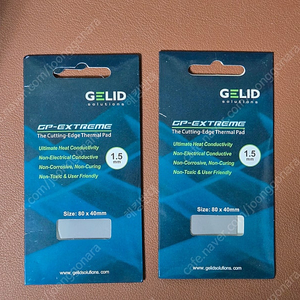 GELID
solutions
GP-EXTREME
The Cutting-Edge Thermal Pad
Ultimate Heat Conductivity
Non-Electrical Conductive
Non-Corrosive, Non-Curing
Non-Toxic & User Friendly
1.5
mm
Size: 80 x 40mm
www.gelidsolutions.com
GELID
solutions
GP-EXTREME
The Cutting-Edge Thermal Pad
Ultimate Heat Conductivity
Non-Electrical Conductive
Non-Corrosive, Non-Curing
Non-Toxic & User Friendly
1.5
mm
Size: 80 x 40mm
www.gelidsolutions.com